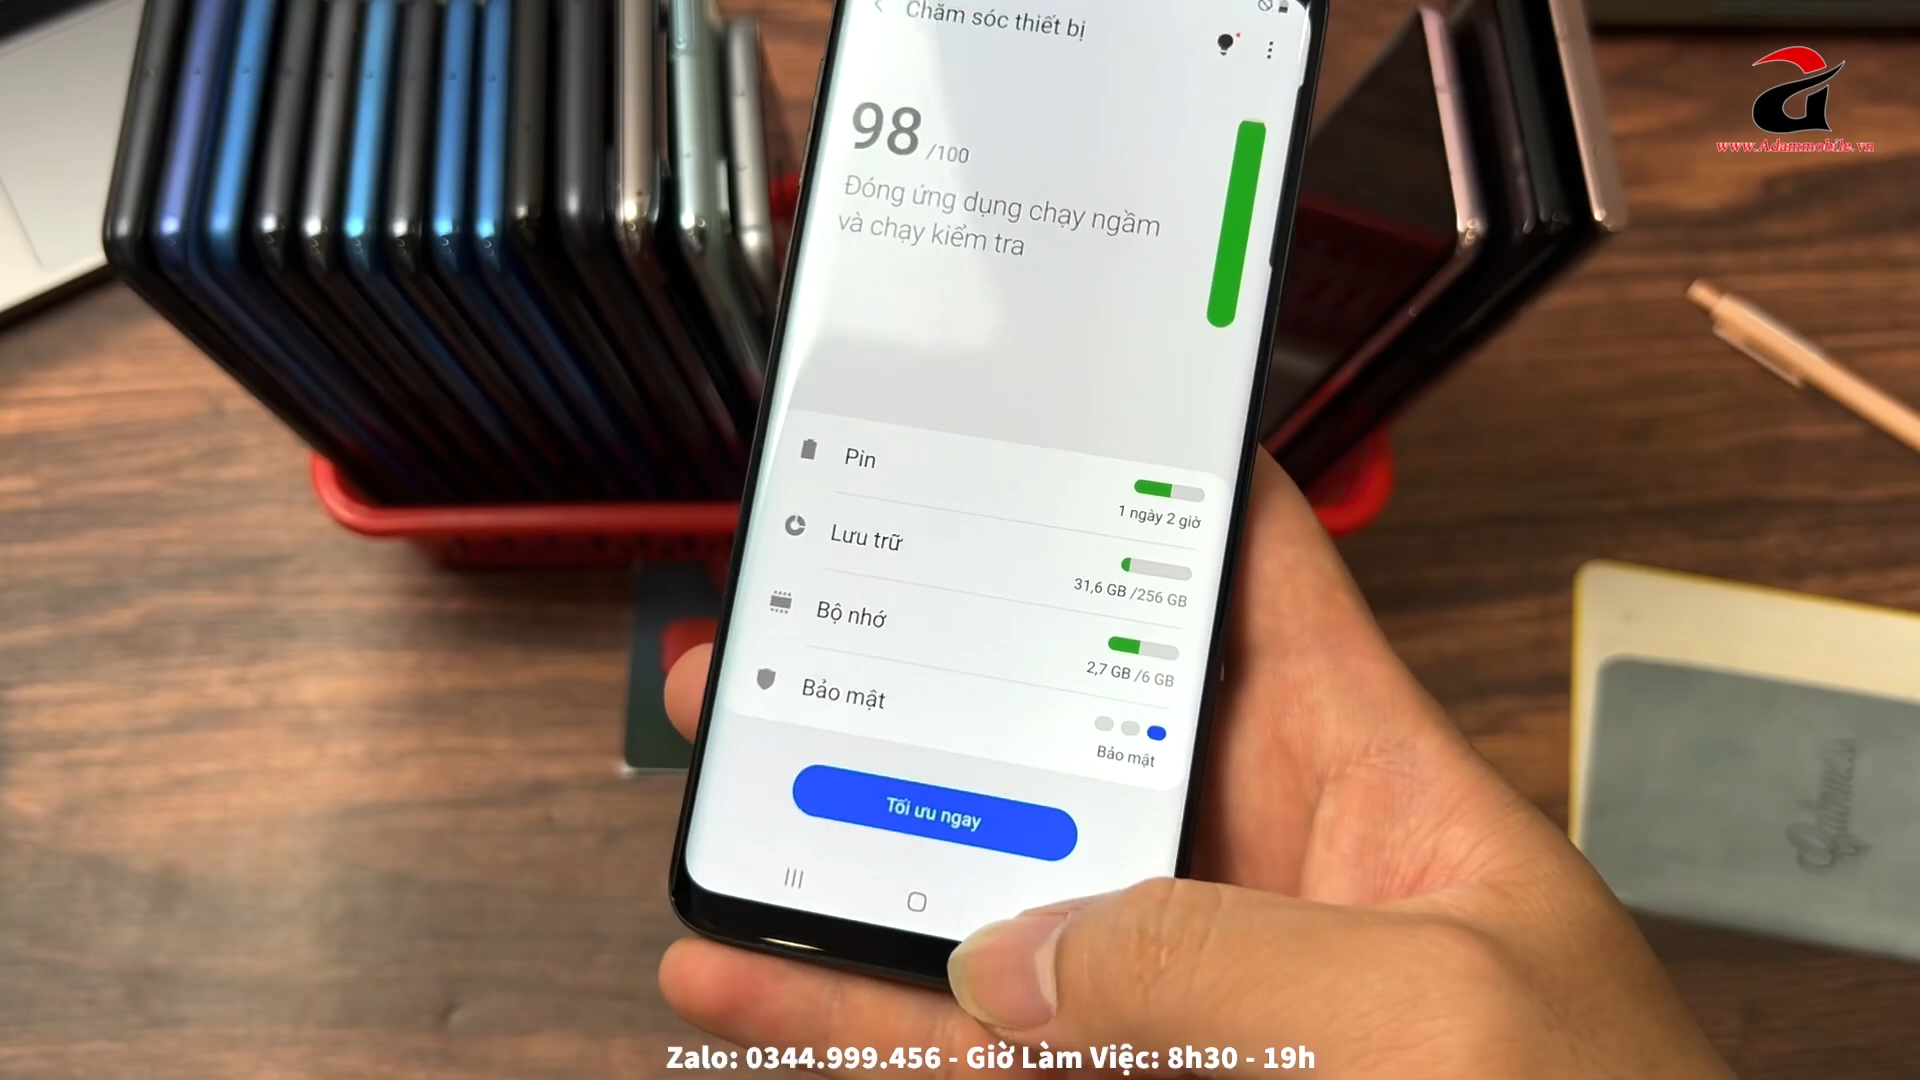 Chăm sóc thiết bị
98 /100
Đóng ứng dụng chạy ngầm
và chạy kiểm tra
Pin
1 ngày 2 giờ
Lưu trữ
31,6 GB /256 GB
Bộ nhớ
2,7 GB /6 GB
Bảo mật
Bảo mật
Tối ưu ngay
www.Adammobile.vn
Zalo: 0344.999.456 - Giờ Làm Việc: 8h30 - 19h